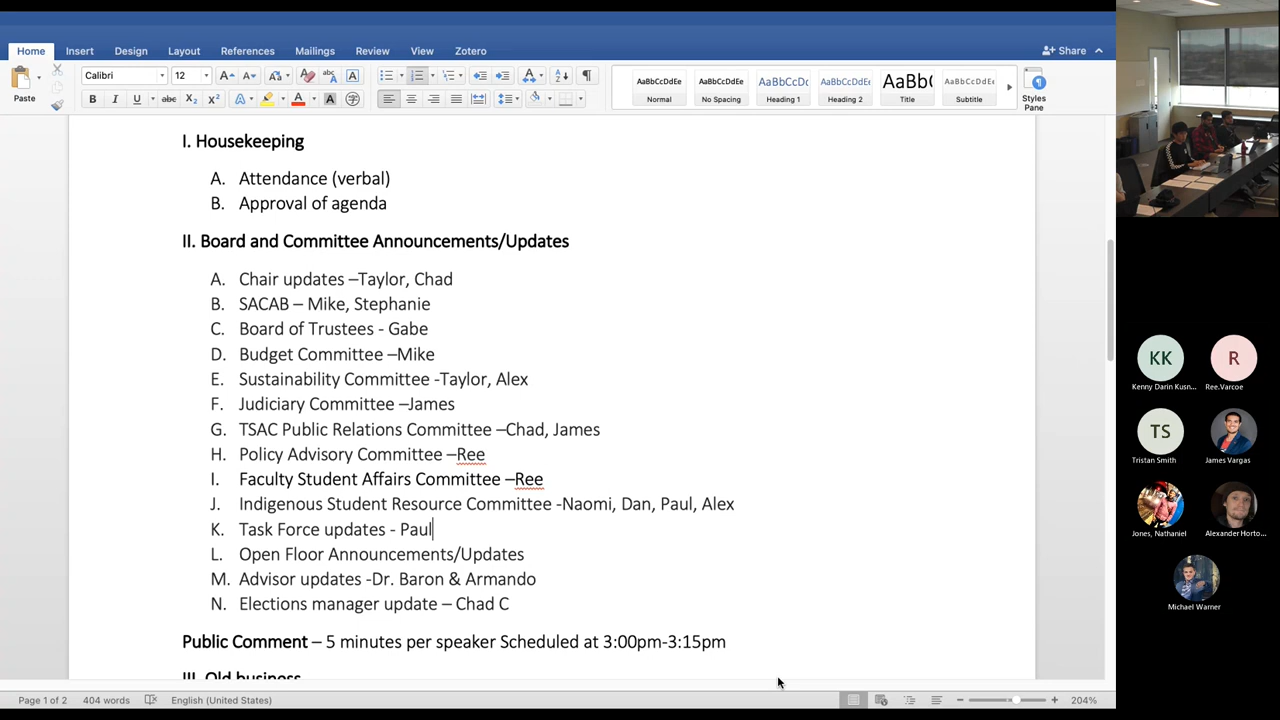 Home Insert Design Layout References Mailings Review View Zotero Share
Calibri 12 AaBbCcDdEe AaBbCcDdEe AaBbCcDc AaBbCcDdEe AaBb( AaBbCcDdEe
Paste B I U abc X₂ X² A A A Normal No Spacing Heading 1 Heading 2 Title Subtitle Styles Pane
I. Housekeeping
A. Attendance (verbal)
B. Approval of agenda
II. Board and Committee Announcements/Updates
A. Chair updates –Taylor, Chad
B. SACAB – Mike, Stephanie
C. Board of Trustees - Gabe
D. Budget Committee –Mike
E. Sustainability Committee -Taylor, Alex
F. Judiciary Committee –James
G. TSAC Public Relations Committee –Chad, James
H. Policy Advisory Committee –Ree
I. Faculty Student Affairs Committee –Ree
J. Indigenous Student Resource Committee -Naomi, Dan, Paul, Alex
K. Task Force updates - Paul
L. Open Floor Announcements/Updates
M. Advisor updates -Dr. Baron & Armando
N. Elections manager update – Chad C
Public Comment – 5 minutes per speaker Scheduled at 3:00pm-3:15pm
III. Old business
Page 1 of 2 404 words English (United States) 204%
KK R
Kenny Darin Kusn... Ree.Varcoe
TS
Tristan Smith James Vargas
Jones, Nathaniel Alexander Horto...
Michael Warner